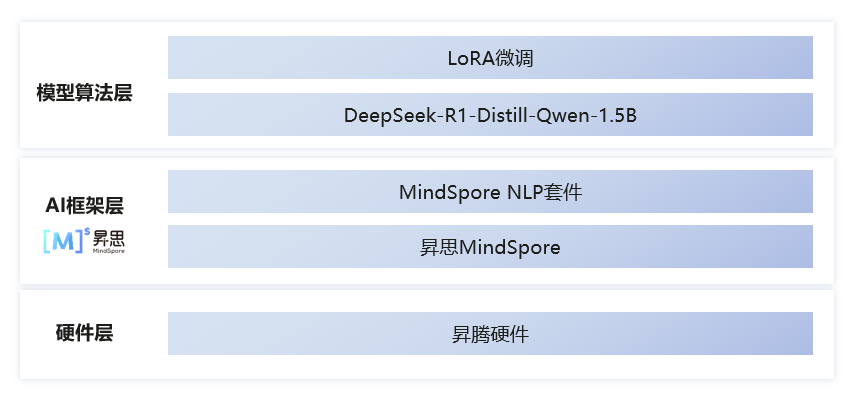 模型算法层
LoRA微调
DeepSeek-R1-Distill-Qwen-1.5B
AI框架层
[M]s 昇思
MindSpore
MindSpore NLP套件
昇思MindSpore
硬件层
昇腾硬件